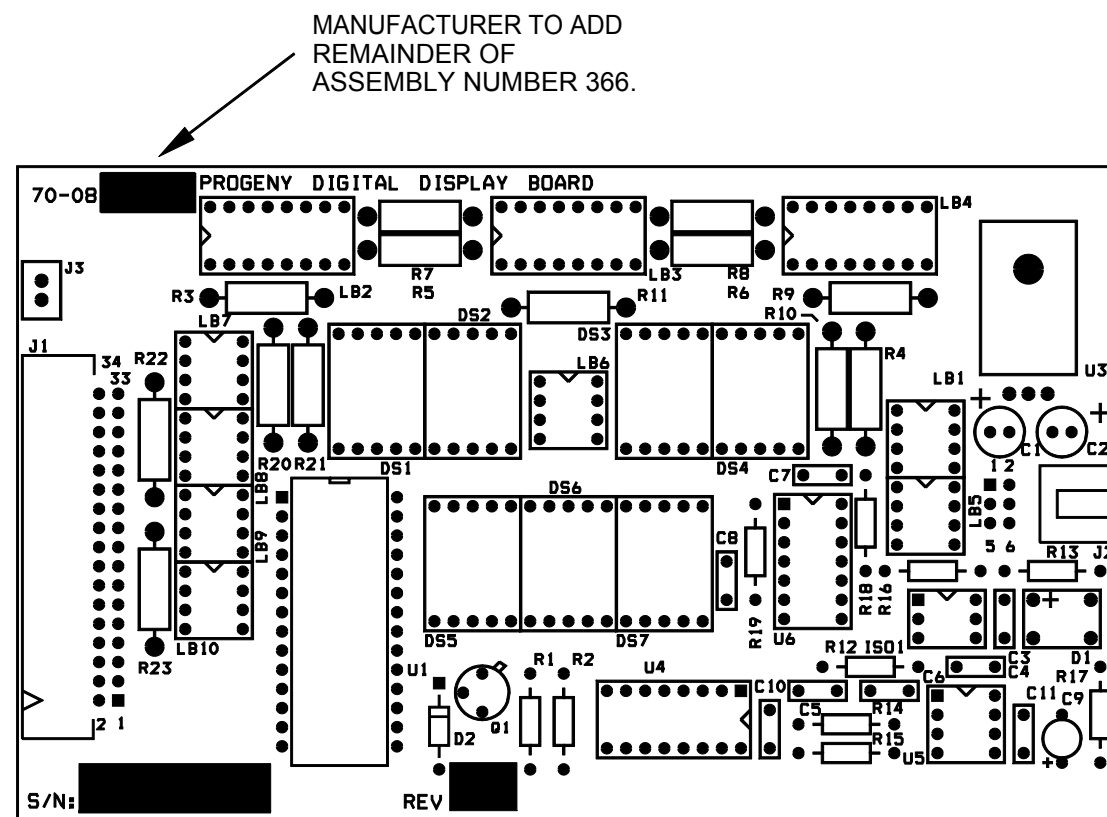 MANUFACTURER TO ADD
REMAINDER OF
ASSEMBLY NUMBER 366.
70-08 PROGENY DIGITAL DISPLAY BOARD
LB4
J3
R7
R5
LB3
R8
R6
R3
LB2
R11
R9
R10
LB7
DS2
DS3
J1
34
33
R22
LB6
R4
LB1
U3
C1
C2
R20
R21
DS1
DS4
LB8
C7
1 2
LB5
DS6
LB9
C8
5 6
R13
J2
R18
R16
R19
U6
DS5
DS7
LB10
R23
R12
ISO1
C3
C4
D1
U1
R1
R2
U4
C10
C6
R17
C5
R14
C11
C9
2 1
D2
Q1
R15
U5
S/N:
REV